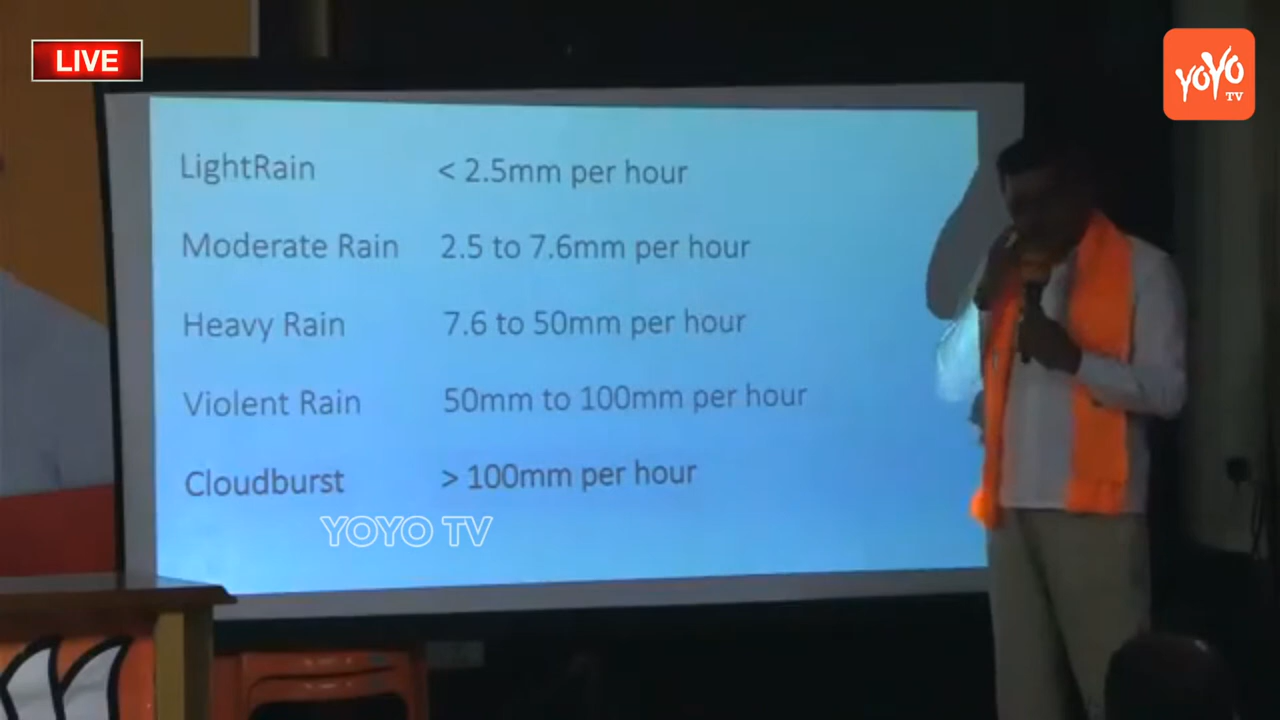 LIVE
YOYO
TV
LightRain < 2.5mm per hour
Moderate Rain 2.5 to 7.6mm per hour
Heavy Rain 7.6 to 50mm per hour
Violent Rain 50mm to 100mm per hour
Cloudburst > 100mm per hour
YOYO TV